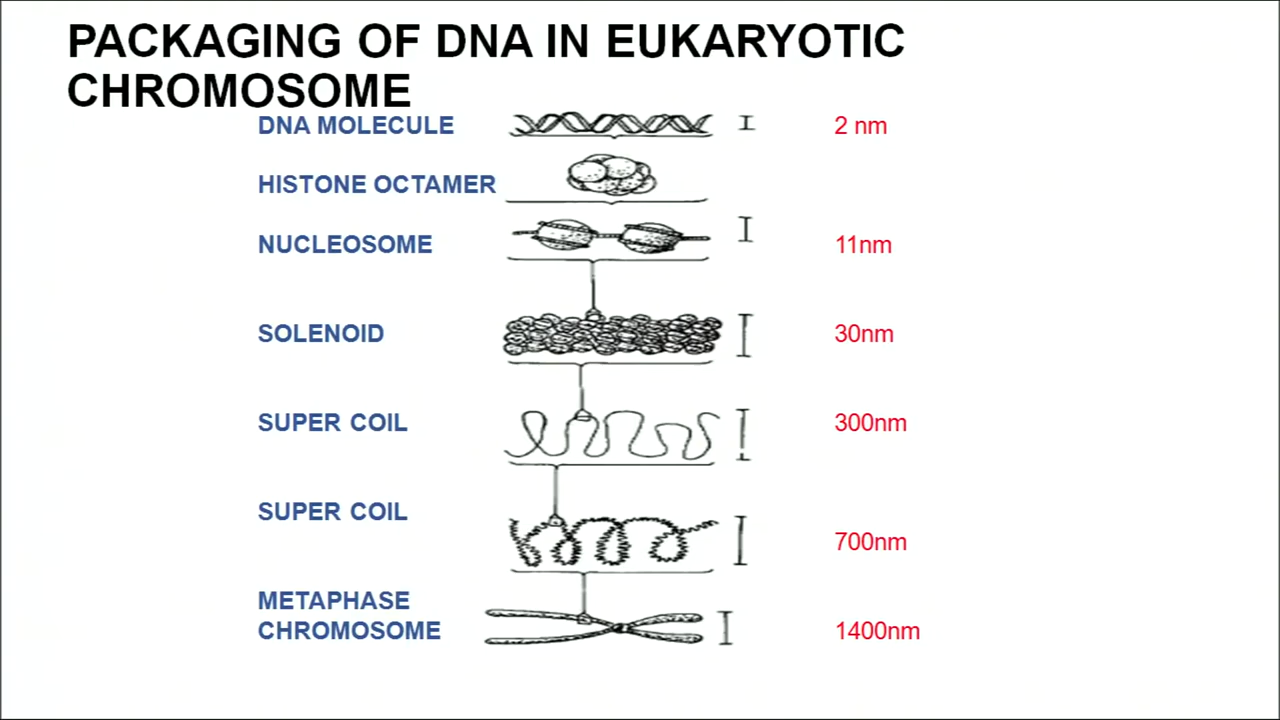 PACKAGING OF DNA IN EUKARYOTIC
CHROMOSOME
DNA MOLECULE 2 nm
HISTONE OCTAMER
NUCLEOSOME 11nm
SOLENOID 30nm
SUPER COIL 300nm
SUPER COIL
700nm
METAPHASE
CHROMOSOME 1400nm